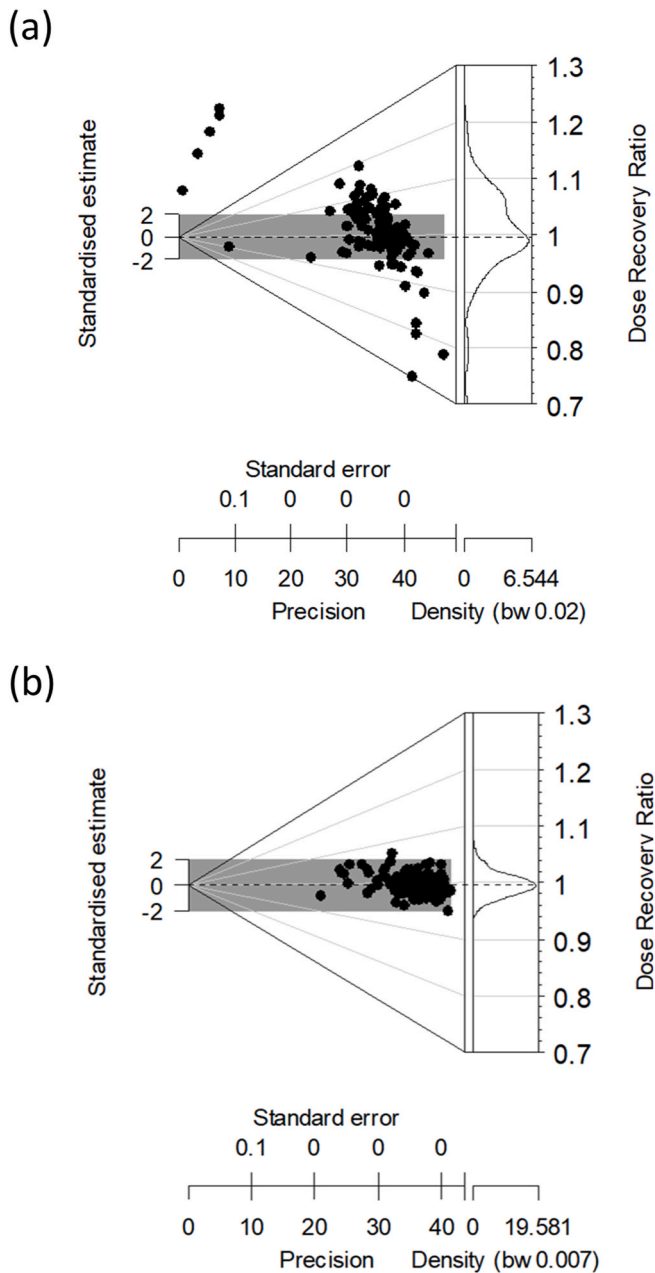 (a)
1.3
1.2
1.1
1
0.9
0.8
0.7
Standardised estimate
2
0
-2
Dose Recovery Ratio
Standard error
0.1 0 0 0
0 10 20 30 40 0 6.544
Precision Density (bw 0.02)
(b)
1.3
1.2
1.1
1
0.9
0.8
0.7
Standardised estimate
2
0
-2
Dose Recovery Ratio
Standard error
0.1 0 0 0
0 10 20 30 40 0 19.581
Precision Density (bw 0.007)